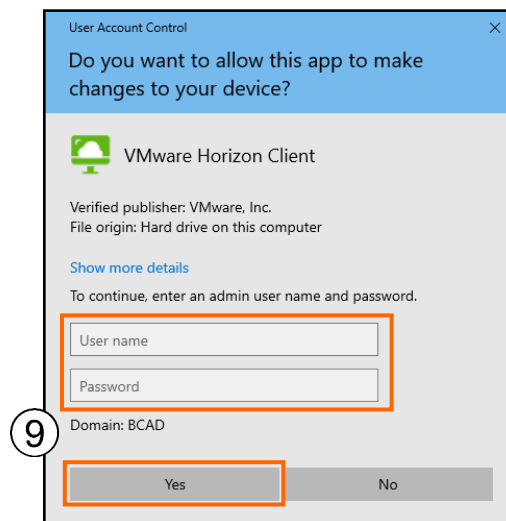 User Account Control
Do you want to allow this app to make
changes to your device?
VMware Horizon Client
Verified publisher: VMware, Inc.
File origin: Hard drive on this computer
Show more details
To continue, enter an admin user name and password.
User name
Password
Domain: BCAD
9
Yes No